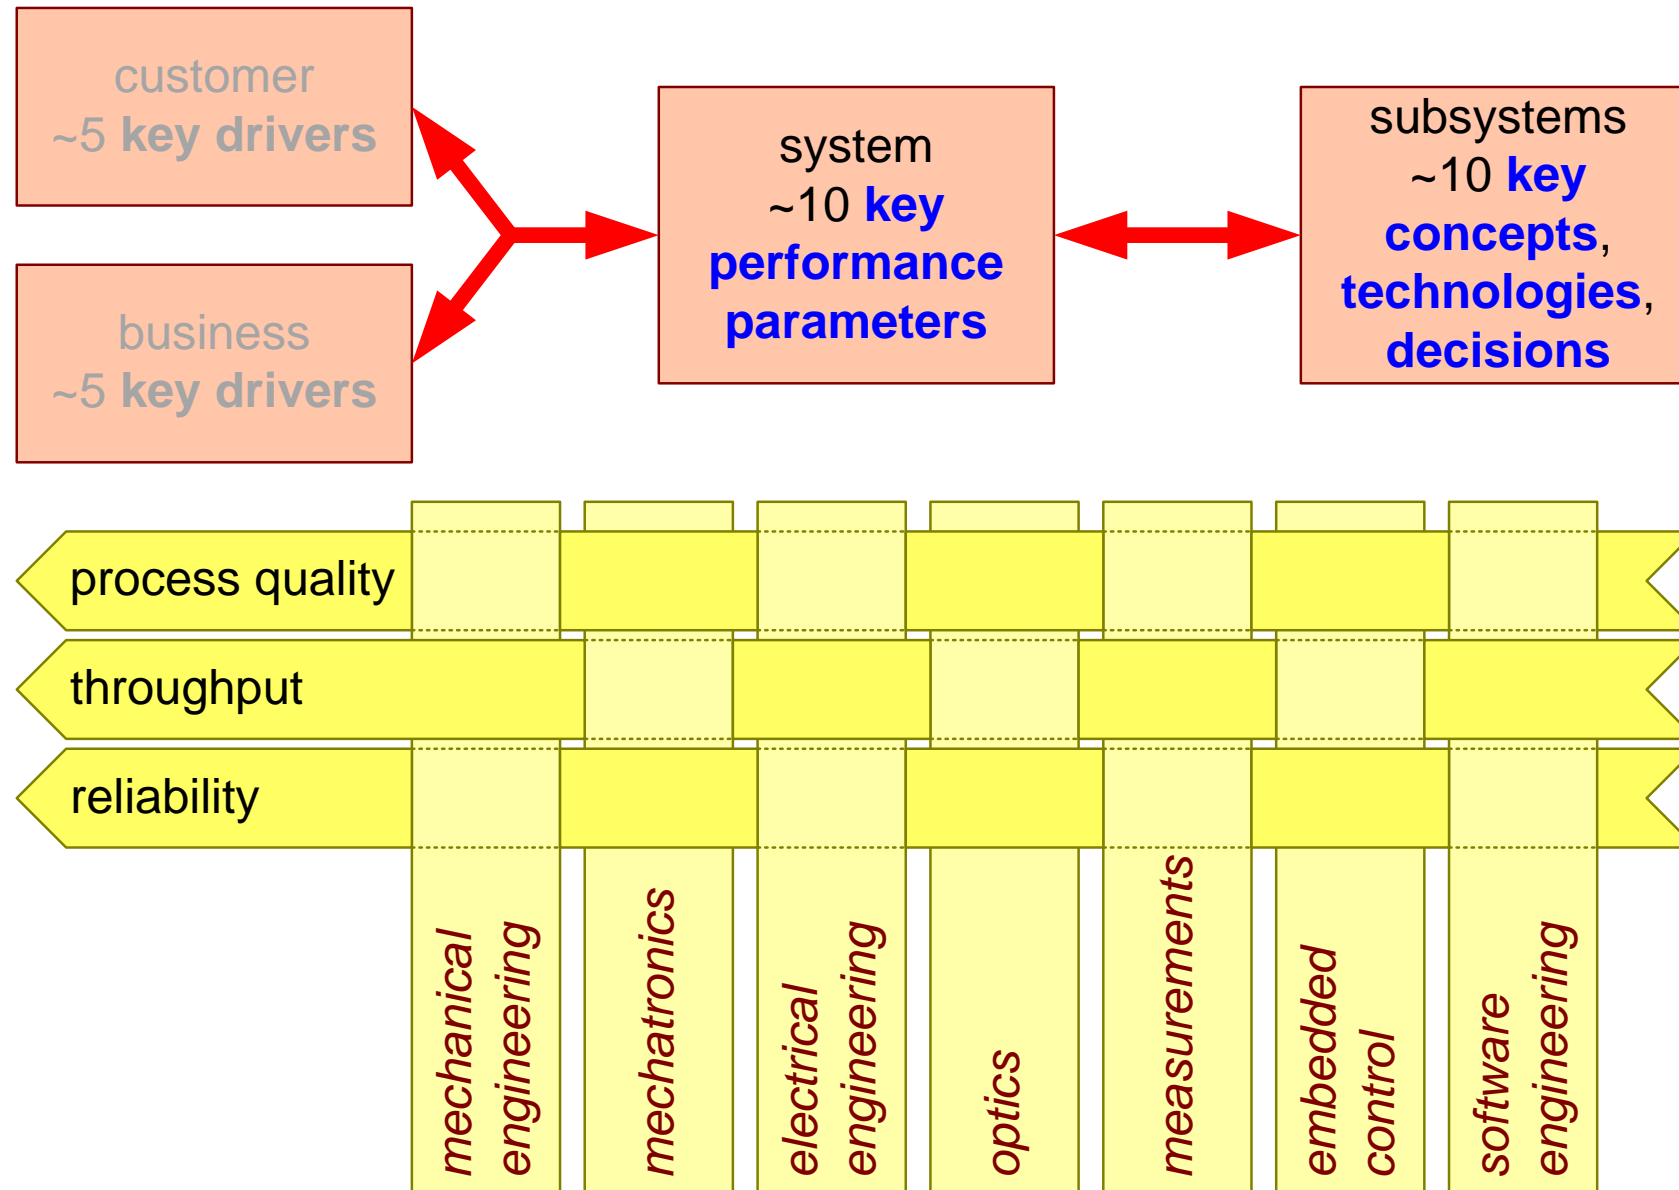 customer
~5 key drivers
business
~5 key drivers
system
~10 key
performance
parameters
subsystems
~10 key
concepts,
technologies,
decisions
process quality
throughput
reliability
mechanical
engineering
mechatronics
electrical
engineering
optics
measurements
embedded
control
software
engineering